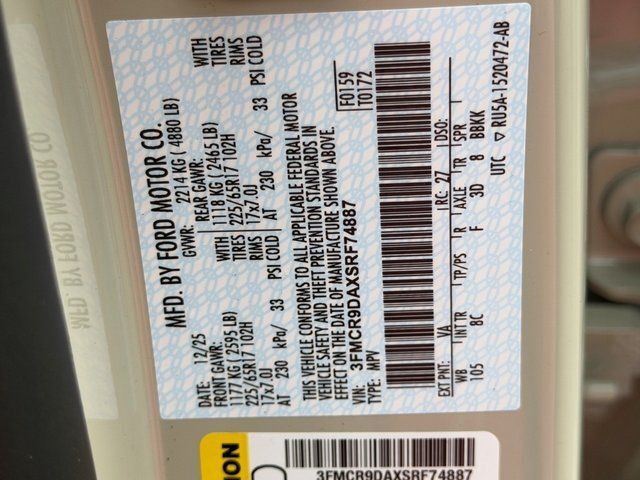 MFD. BY FORD MOTOR CO.
12/25
GVWR: 2214 KG ( 4880 LB)
FRONT GAWR:
1177 KG ( 2595 LB)
225/65R17 102H
17x7.0J
AT 230 kPa/ 33 PSI COLD
REAR GAWR:
1118 KG ( 2465 LB)
225/65R17 102H
17x7.0J
AT 230 kPa/ 33 PSI COLD
WITH
TIRES
RIMS
WITH
TIRES
RIMS
THIS VEHICLE CONFORMS TO ALL APPLICABLE FEDERAL MOTOR
VEHICLE SAFETY AND THEFT PREVENTION STANDARDS IN
EFFECT ON THE DATE OF MANUFACTURE SHOWN ABOVE.
VIN: 3FMCR9DAXSRF74887
TYPE: MPV
F0159
T0172
EXT PNT: VA RC: 27 DSO:
WB INT TR TP/PS R AXLE TR SPR
105 8C F 3D 8 BBKK
UTC ▽ RU5A-1520472-AB
3FMCR9DAXSRF74887
MFD. BY FORD MOTOR CO